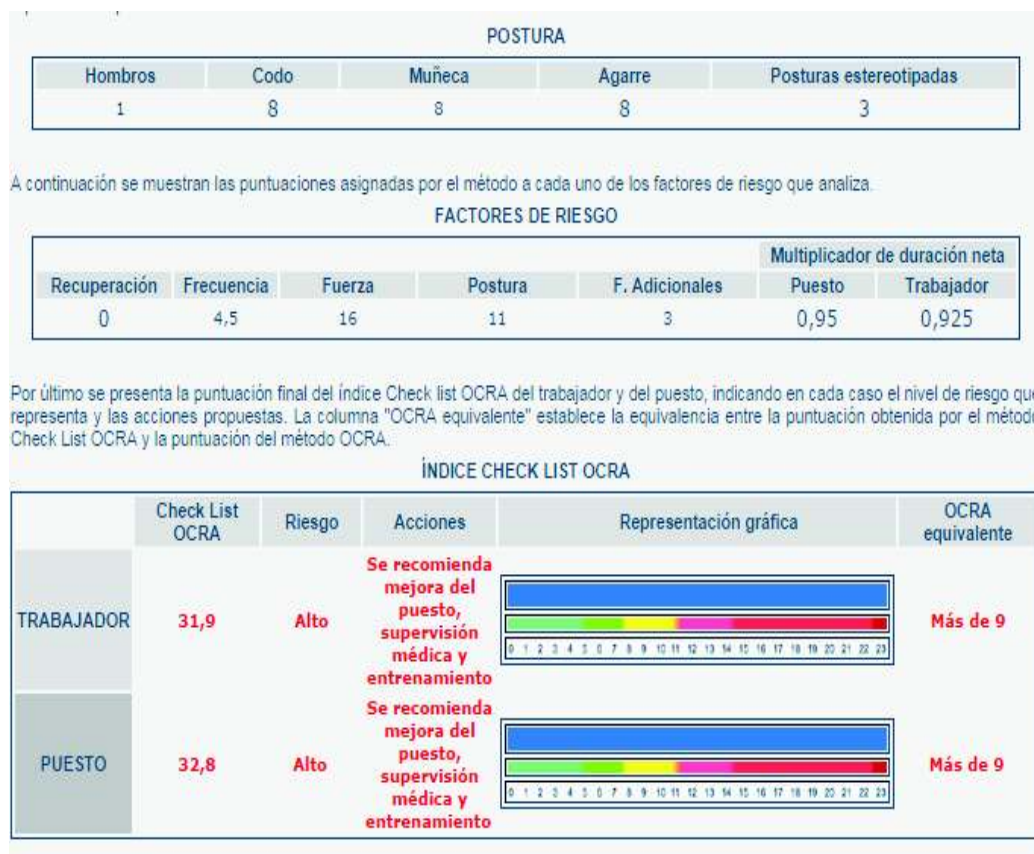 POSTURA
Hombros Codo Muñeca Agarre Posturas estereotipadas
1 8 8 8 3
A continuación se muestran las puntuaciones asignadas por el método a cada uno de los factores de riesgo que analiza.
FACTORES DE RIESGO
Multiplicador de duración neta
Recuperación Frecuencia Fuerza Postura F. Adicionales Puesto Trabajador
0 4,5 16 11 3 0,95 0,925
Por último se presenta la puntuación final del índice Check list OCRA del trabajador y del puesto, indicando en cada caso el nivel de riesgo que
representa y las acciones propuestas. La columna "OCRA equivalente" establece la equivalencia entre la puntuación obtenida por el método
Check List OCRA y la puntuación del método OCRA.
ÍNDICE CHECK LIST OCRA
Check List
OCRA
Riesgo
Acciones
Representación gráfica
OCRA
equivalente
TRABAJADOR
31,9
Alto
Se recomienda
mejora del
puesto,
supervisión
médica y
entrenamiento
0 1 2 3 4 5 6 7 8 9 10 11 12 13 14 15 16 17 18 19 20 21 22 23
Más de 9
PUESTO
32,8
Alto
Se recomienda
mejora del
puesto,
supervisión
médica y
entrenamiento
0 1 2 3 4 5 6 7 8 9 10 11 12 13 14 15 16 17 18 19 20 21 22 23
Más de 9